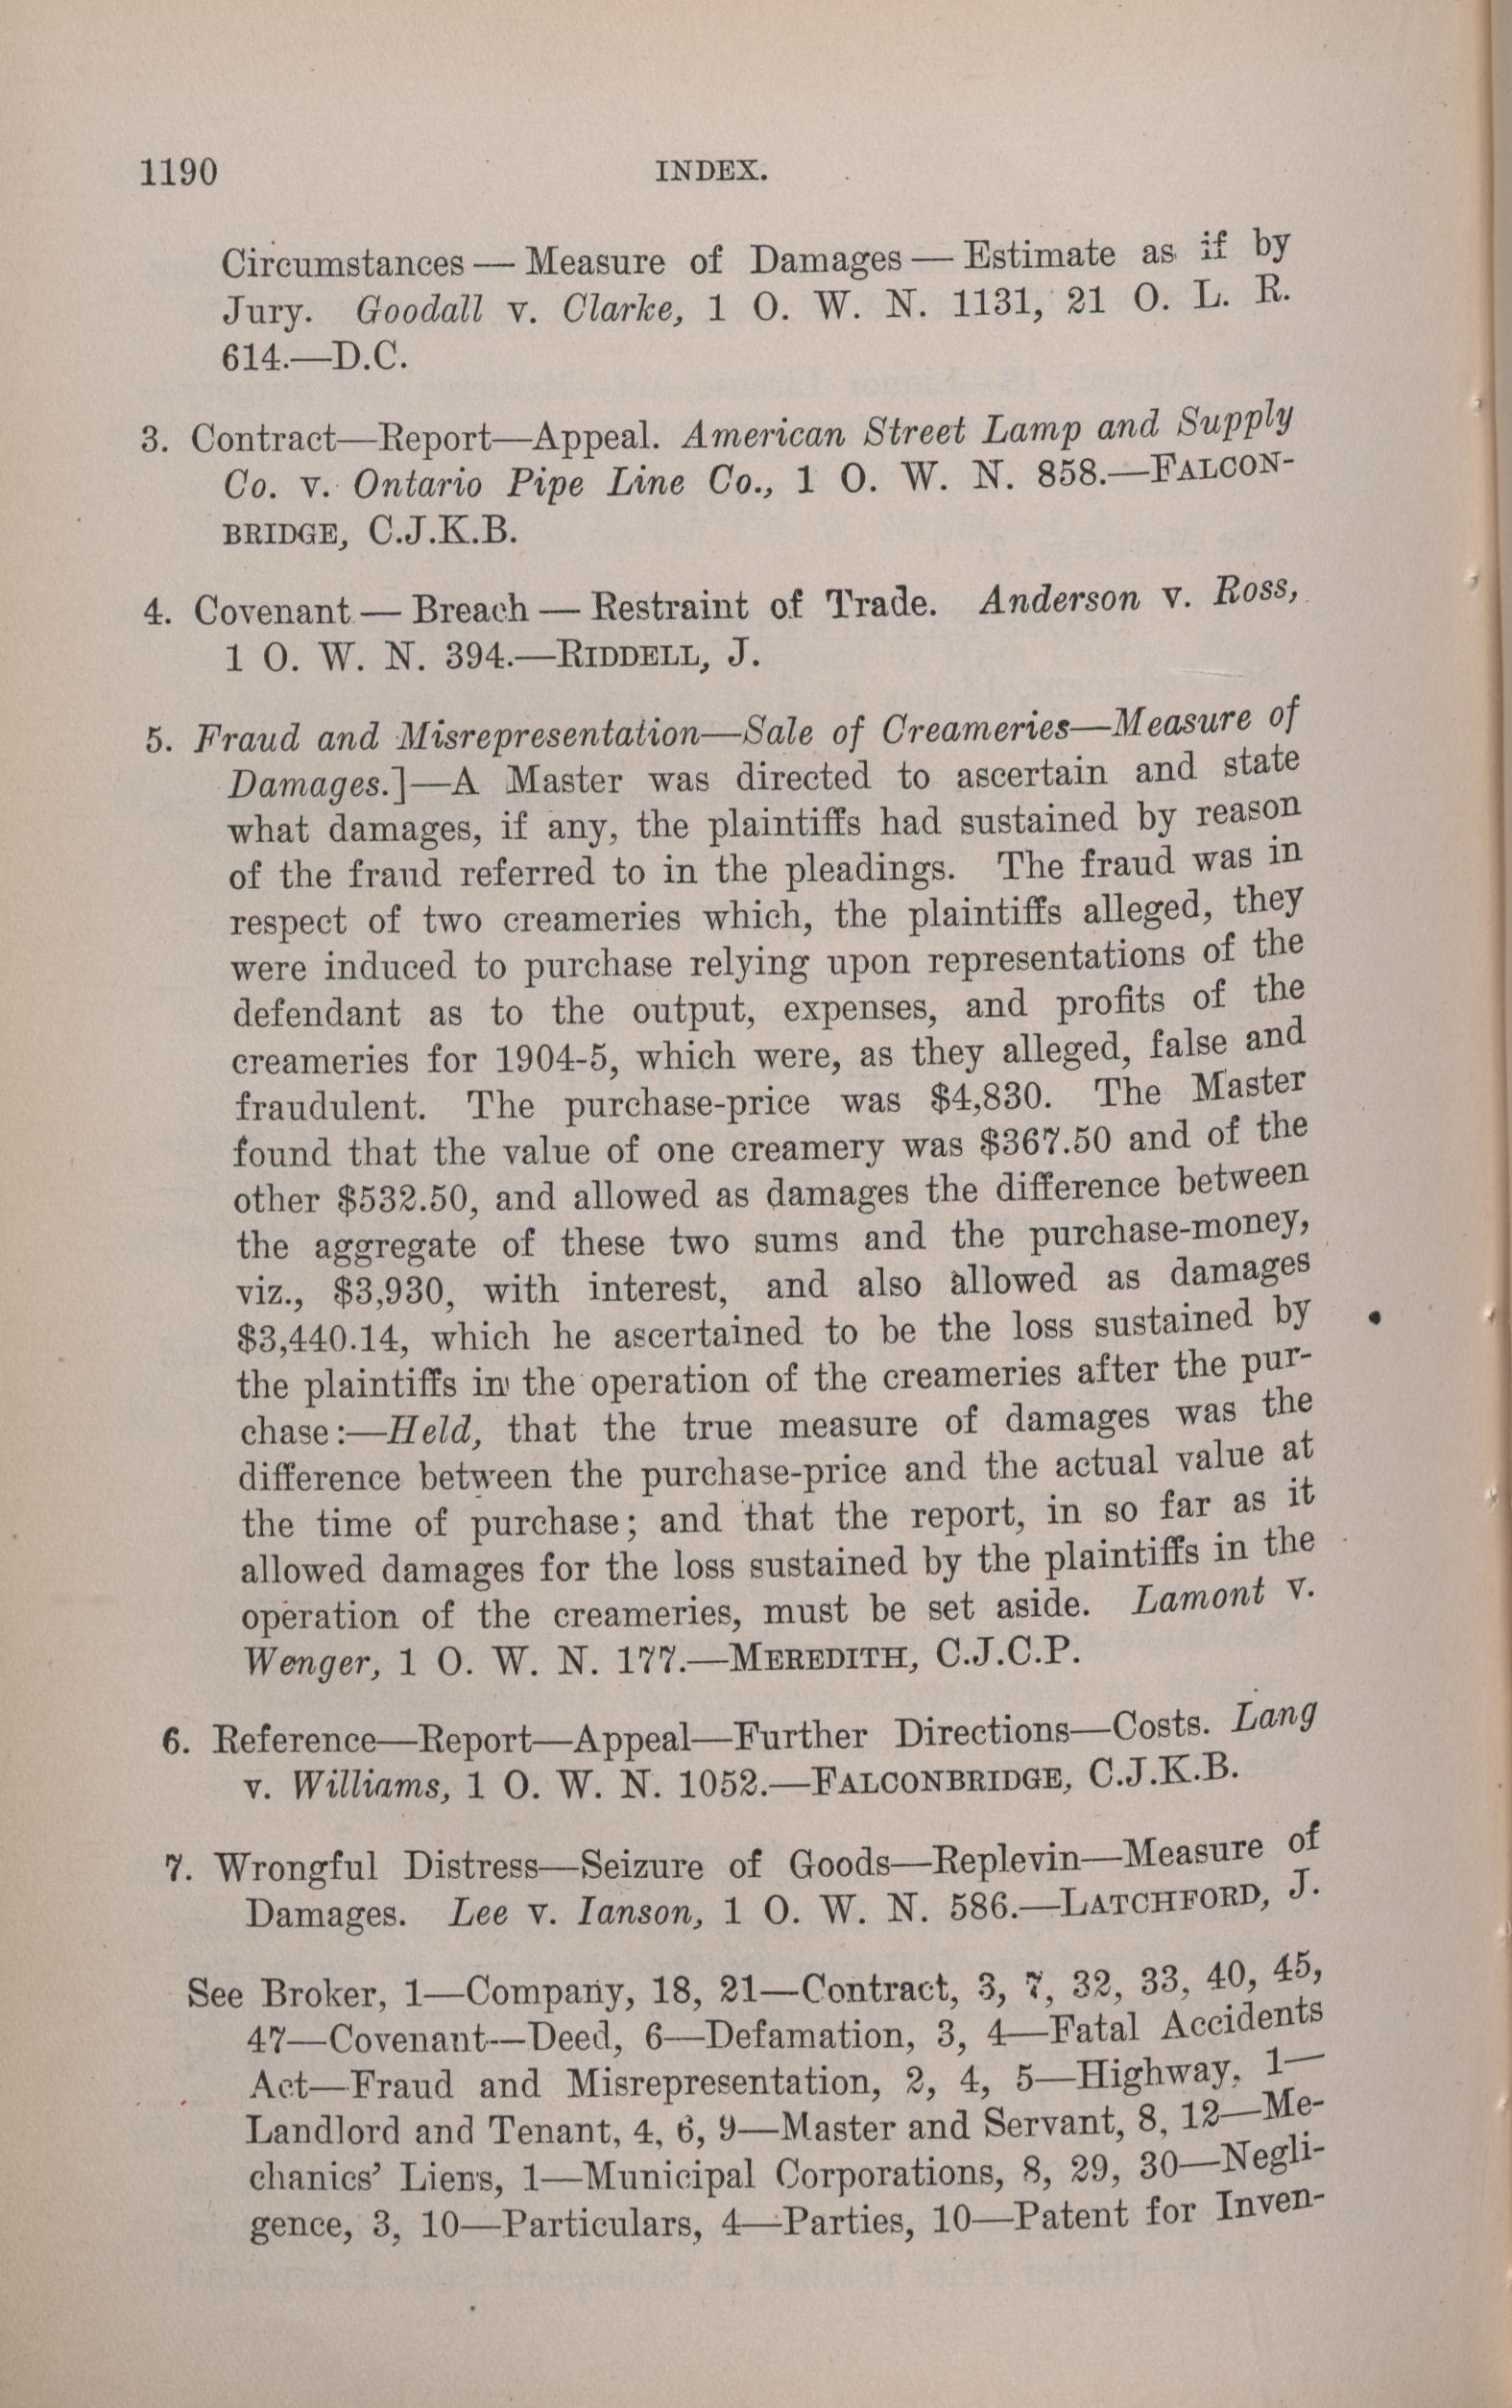 1190 INDEX.
Circumstances — Measure of Damages — Estimate as if by
Jury. Goodall v. Clarke, 1 O. W. N. 1131, 21 O. L. R.
614.—D.C.
3. Contract—Report—Appeal. American Street Lamp and Supply
Co. v. Ontario Pipe Line Co., 1 O. W. N. 858.—FALCON-
BRIDGE, C.J.K.B.
4. Covenant — Breach — Restraint of Trade. Anderson v. Ross,
1 O. W. N. 394.—RIDDELL, J.
5. Fraud and Misrepresentation—Sale of Creameries—Measure of
Damages.]—A Master was directed to ascertain and state
what damages, if any, the plaintiffs had sustained by reason
of the fraud referred to in the pleadings. The fraud was in
respect of two creameries which, the plaintiffs alleged, they
were induced to purchase relying upon representations of the
defendant as to the output, expenses, and profits of the
creameries for 1904-5, which were, as they alleged, false and
fraudulent. The purchase-price was $4,830. The Master
found that the value of one creamery was $367.50 and of the
other $532.50, and allowed as damages the difference between
the aggregate of these two sums and the purchase-money,
viz., $3,930, with interest, and also allowed as damages
$3,440.14, which he ascertained to be the loss sustained by
the plaintiffs in the operation of the creameries after the pur-
chase:—Held, that the true measure of damages was the
difference between the purchase-price and the actual value at
the time of purchase; and that the report, in so far as it
allowed damages for the loss sustained by the plaintiffs in the
operation of the creameries, must be set aside. Lamont v.
Wenger, 1 O. W. N. 177.—MEREDITH, C.J.C.P.
6. Reference—Report—Appeal—Further Directions—Costs. Lang
v. Williams, 1 O. W. N. 1052.—FALCONBRIDGE, C.J.K.B.
7. Wrongful Distress—Seizure of Goods—Replevin—Measure of
Damages. Lee v. Ianson, 1 O. W. N. 586.—LATCHFORD, J.
See Broker, 1—Company, 18, 21—Contract, 3, 7, 32, 33, 40, 45,
47—Covenant—Deed, 6—Defamation, 3, 4—Fatal Accidents
Act—Fraud and Misrepresentation, 2, 4, 5—Highway, 1—
Landlord and Tenant, 4, 6, 9—Master and Servant, 8, 12—Me-
chanics' Liens, 1—Municipal Corporations, 8, 29, 30—Negli-
gence, 3, 10—Particulars, 4—Parties, 10—Patent for Inven-